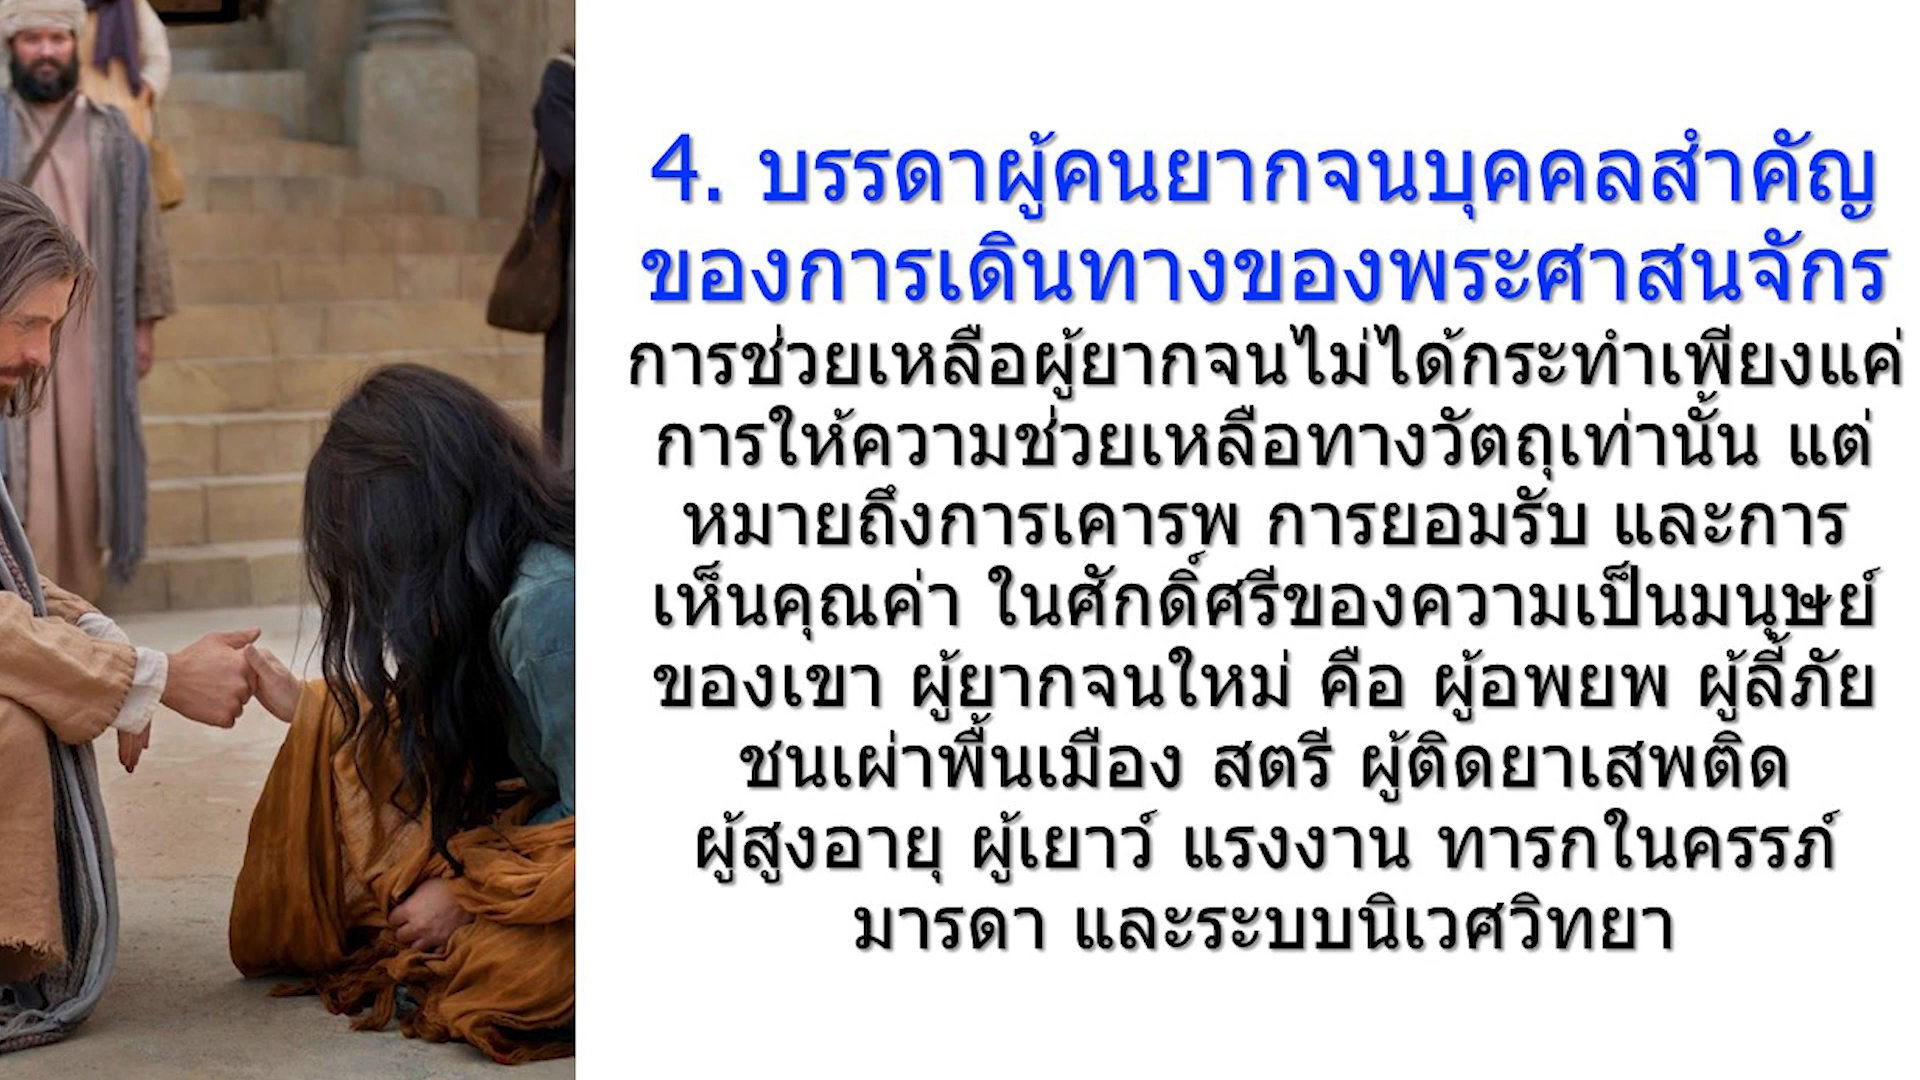 4. บรรดาผู้คนยากจนบุคคลสำคัญ
ของการเดินทางของพระศาสนจักร
การช่วยเหลือผู้ยากจนไม่ได้กระทำเพียงแค่
การให้ความช่วยเหลือทางวัตถุเท่านั้น แต่
หมายถึงการเคารพ การยอมรับ และการ
เห็นคุณค่า ในศักดิ์ศรีของความเป็นมนุษย์
ของเขา ผู้ยากจนใหม่ คือ ผู้อพยพ ผู้ลี้ภัย
ชนเผ่าพื้นเมือง สตรี ผู้ติดยาเสพติด
ผู้สูงอายุ ผู้เยาว์ แรงงาน ทารกในครรภ์
มารดา และระบบนิเวศวิทยา